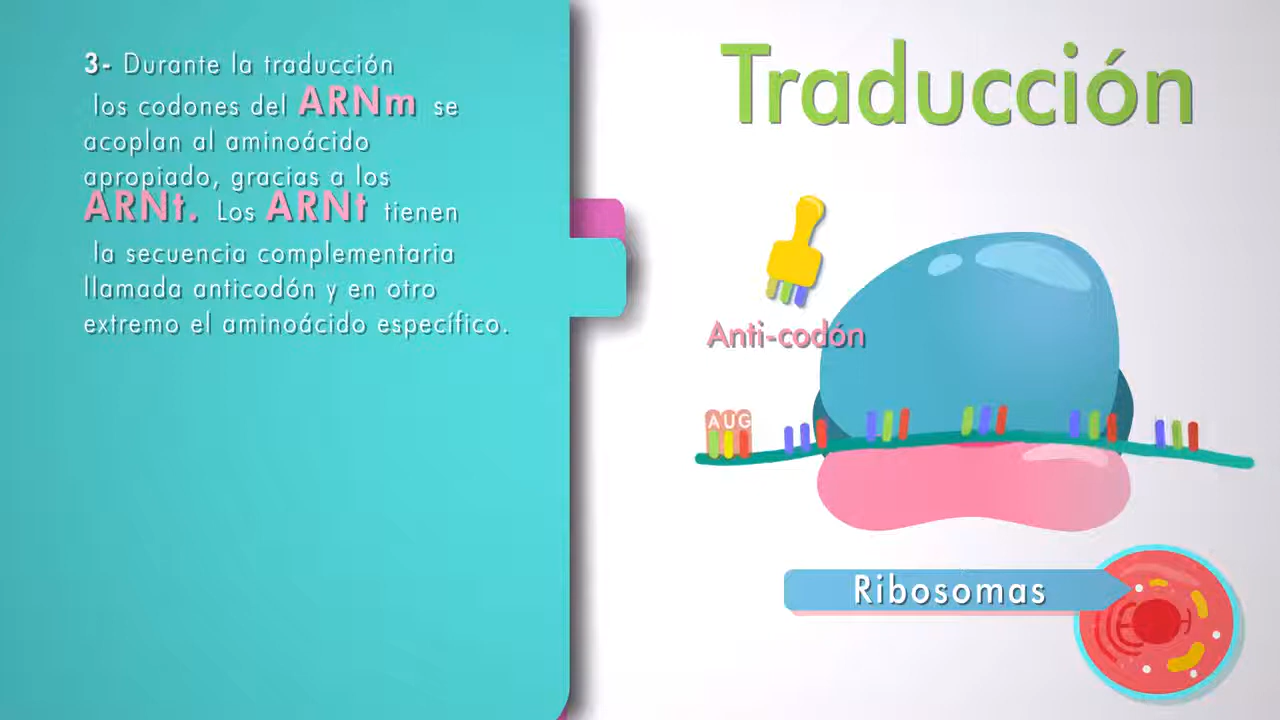 3- Durante la traducción
los codones del ARNm se
acoplan al aminoácido
apropiado, gracias a los
ARNt. Los ARNt tienen
la secuencia complementaria
llamada anticodón y en otro
extremo el aminoácido específico.
Traducción
Anti-codón
AUG
Ribosomas